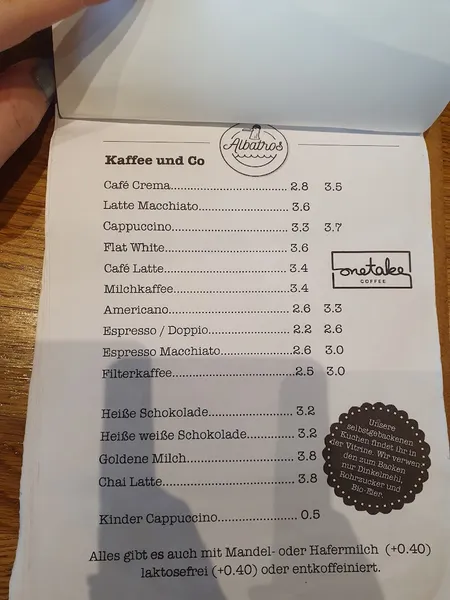 Albatros
Kaffee und Co
Café Crema........................... 2.8 3.5
Latte Macchiato..................... 3.6
Cappuccino........................... 3.3 3.7
Flat White............................. 3.6
Café Latte............................. 3.4
Milchkaffee............................3.4
Americano............................. 2.6 3.3
Espresso / Doppio.................. 2.2 2.6
Espresso Macchiato................2.6 3.0
Filterkaffee............................2.5 3.0
onetake
COFFEE
Heiße Schokolade.................... 3.2
Heiße weiße Schokolade........... 3.2
Goldene Milch......................... 3.8
Chai Latte............................... 3.8
Kinder Cappuccino................... 0.5
Unsere
selbstgebackenen
Kuchen findet ihr in
der Vitrine. Wir verwen
den zum Backen
nur Dinkelmehl,
Rohrzucker und
Bio-Eier.
Alles gibt es auch mit Mandel- oder Hafermilch (+0.40)
laktosefrei (+0.40) oder entkoffeiniert.